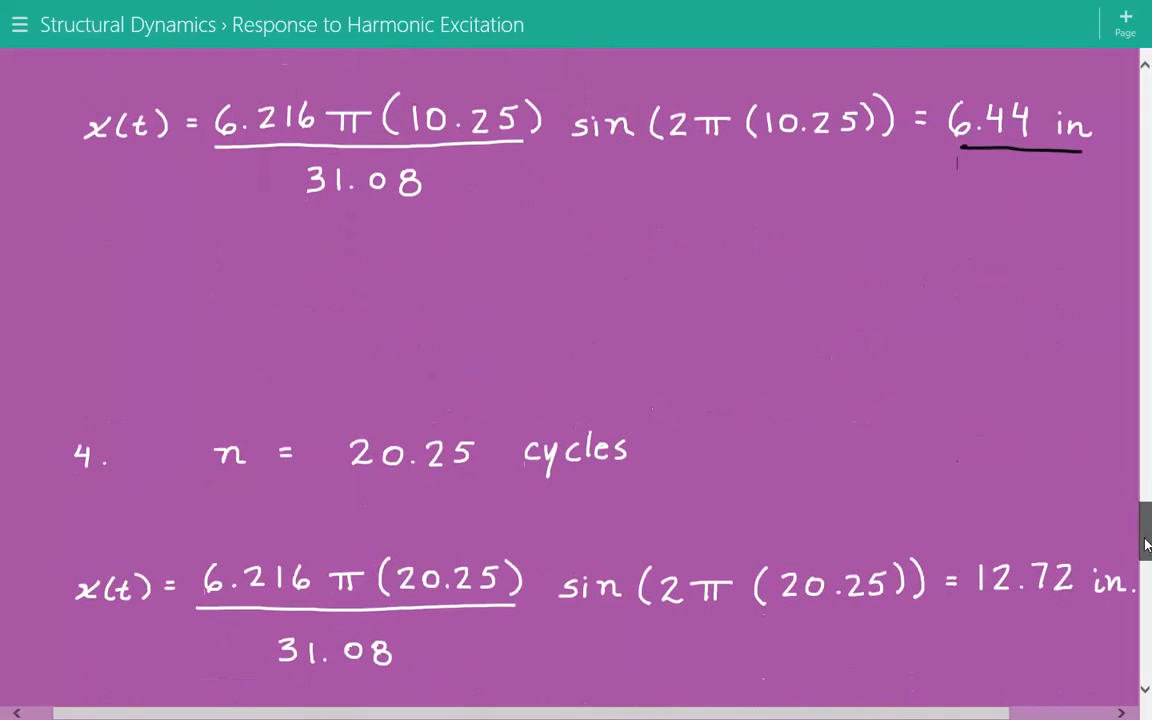 Structural Dynamics › Response to Harmonic Excitation
Page
x(t) = 6.216 π (10.25) sin (2π (10.25)) = 6.44 in
31.08
4. n = 20.25 cycles
x(t) = 6.216 π (20.25) sin (2π (20.25)) = 12.72 in.
31.08